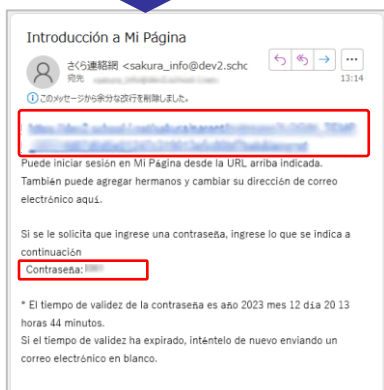 Introducción a Mi Página
さくら連絡網 <sakura_info@dev2.schc
宛先
13:14
このメッセージから余分な改行を削除しました。
Puede iniciar sesión en Mi Página desde la URL arriba indicada.
También puede agregar hermanos y cambiar su dirección de correo
electrónico aquí.
Si se le solicita que ingrese una contraseña, ingrese lo que se indica a
continuación
Contraseña:
* El tiempo de validez de la contraseña es año 2023 mes 12 día 20 13
horas 44 minutos.
Si el tiempo de validez ha expirado, inténtelo de nuevo enviando un
correo electrónico en blanco.